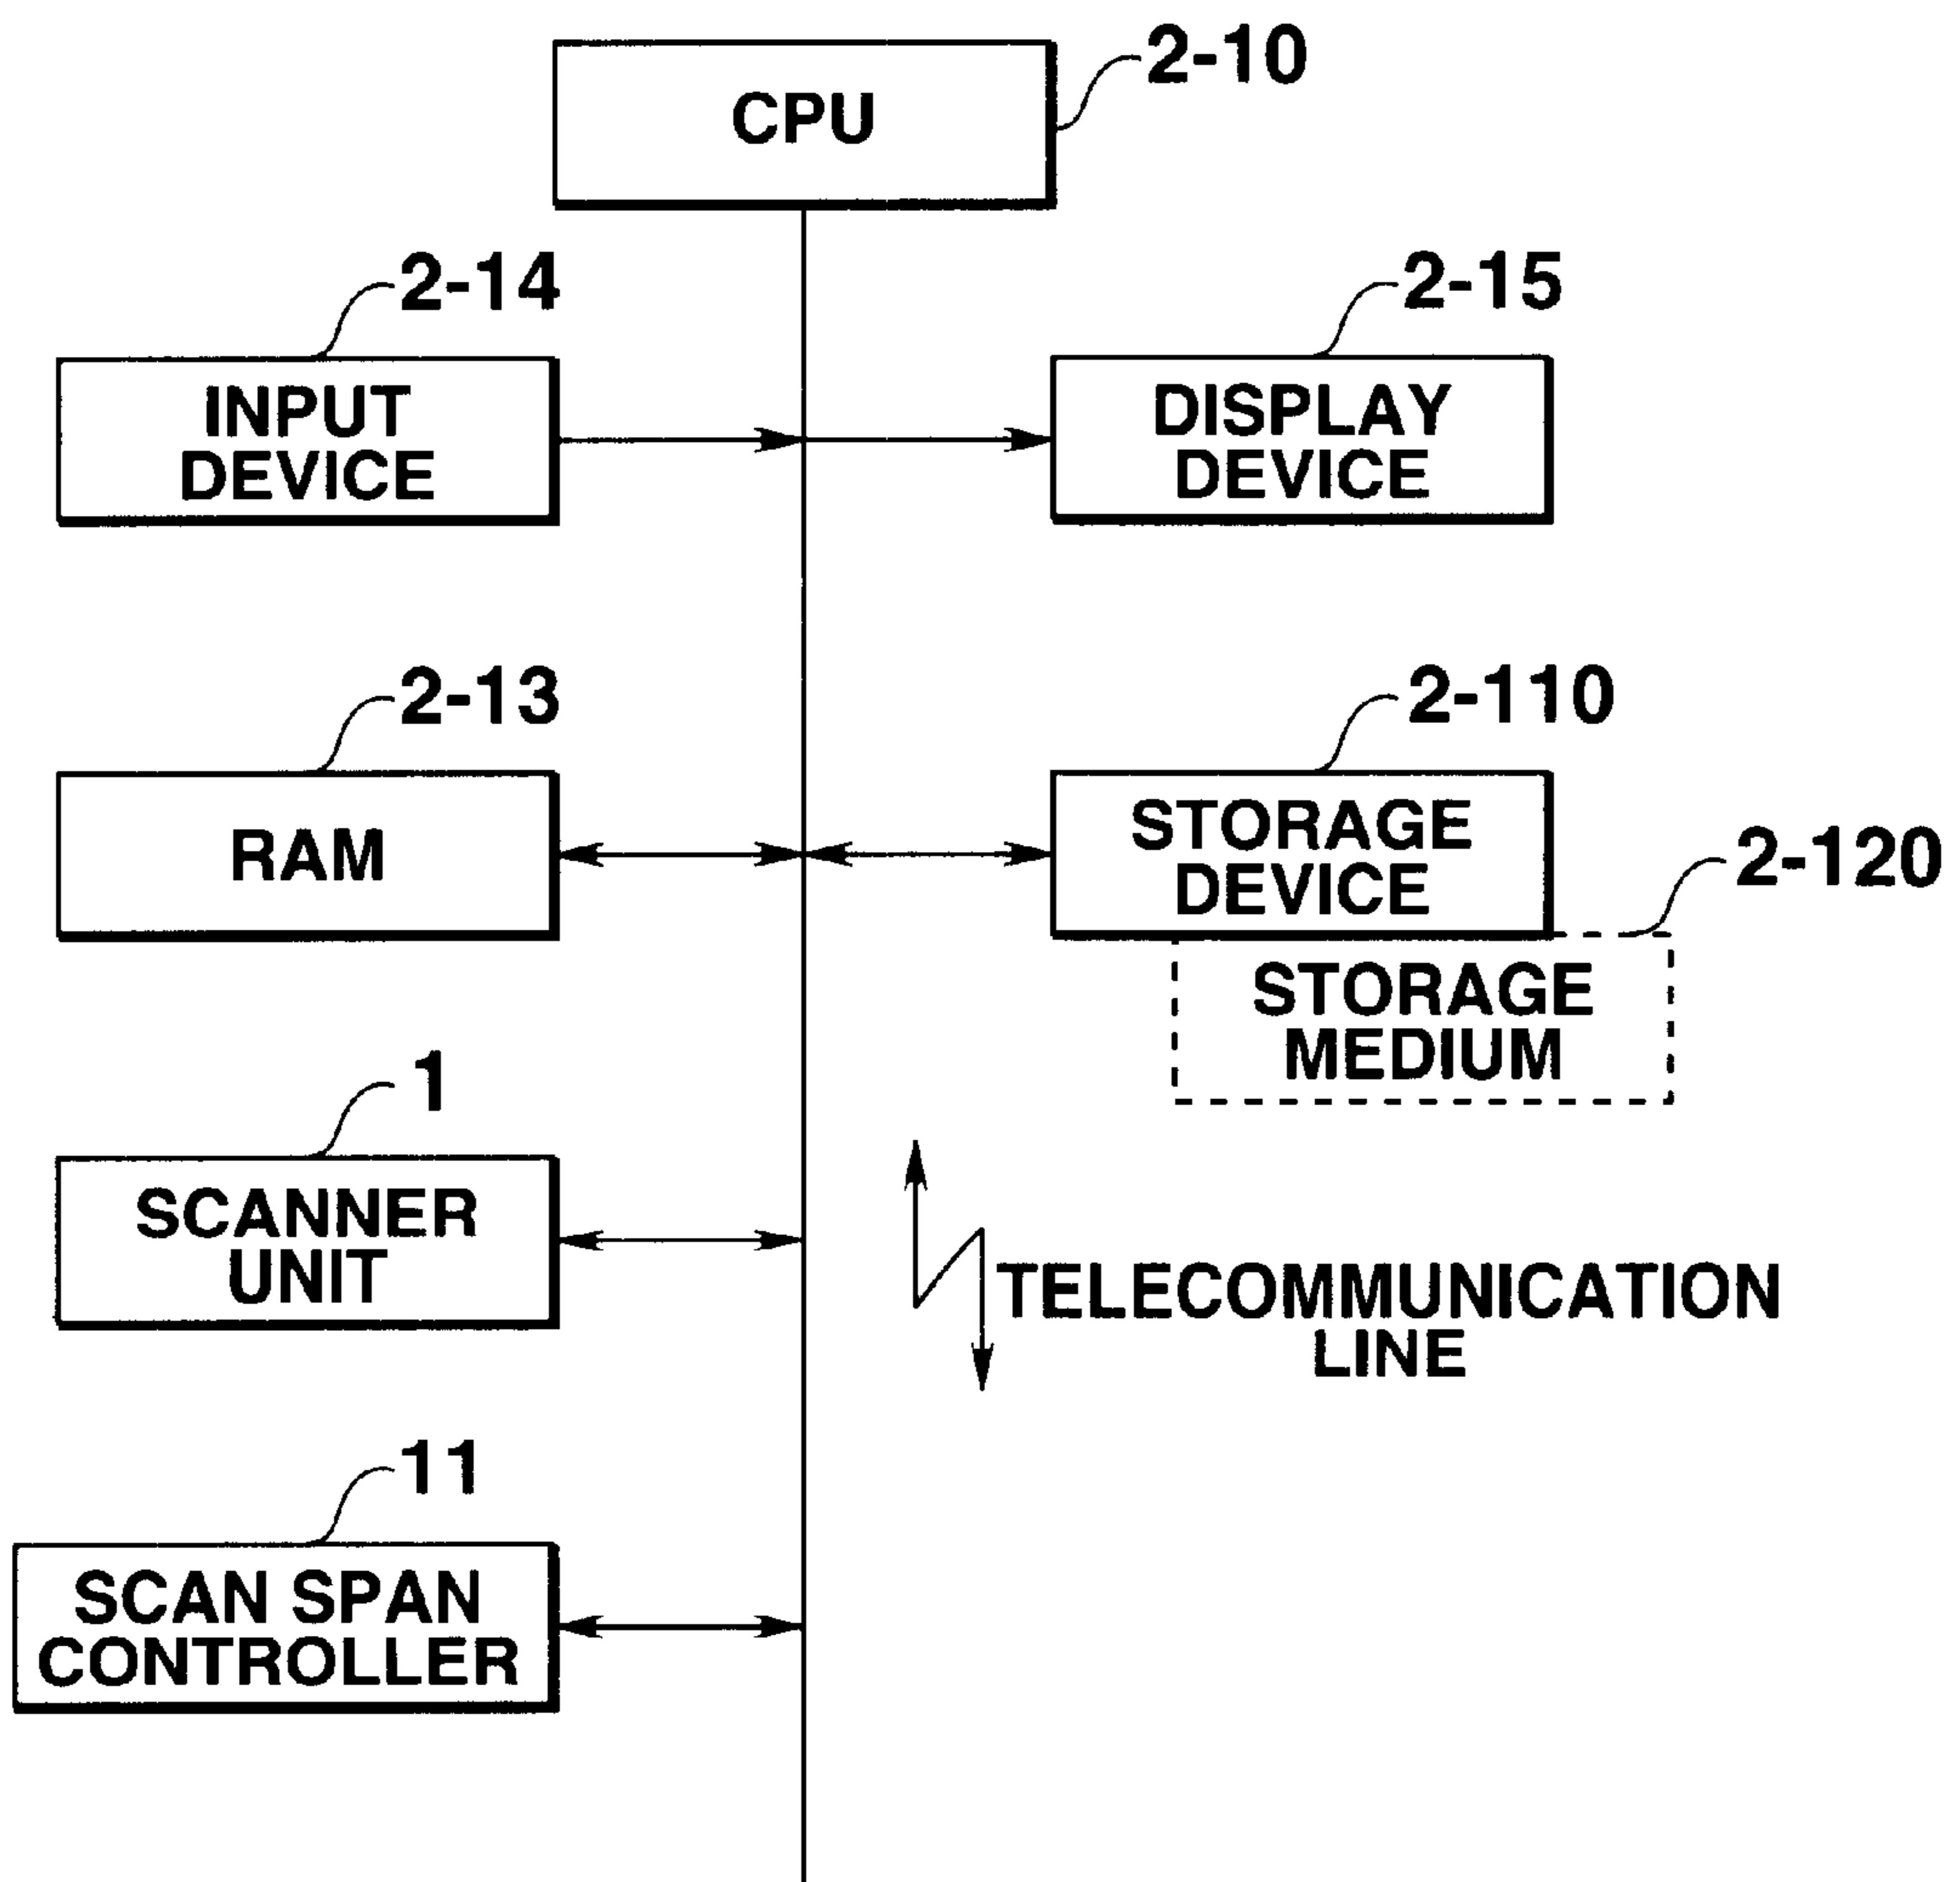 2-10
CPU
2-14
INPUT
DEVICE
2-15
DISPLAY
DEVICE
2-13
RAM
2-110
STORAGE
DEVICE
2-120
STORAGE
MEDIUM
1
SCANNER
UNIT
TELECOMMUNICATION
LINE
11
SCAN SPAN
CONTROLLER